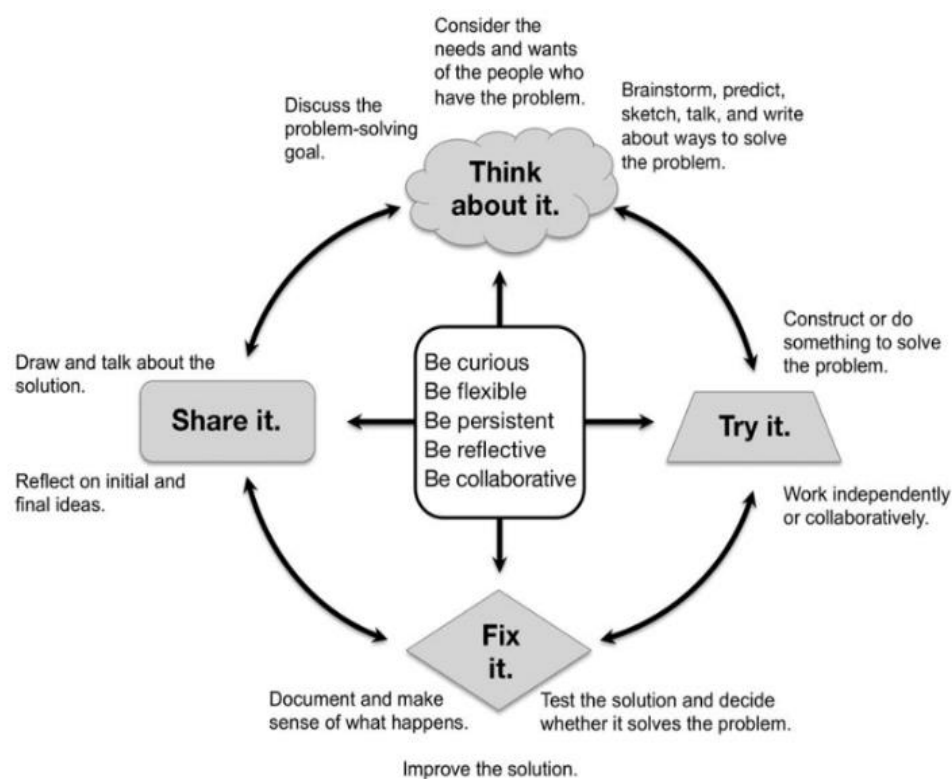 Consider the
needs and wants
of the people who
have the problem.
Brainstorm, predict,
sketch, talk, and write
about ways to solve
the problem.
Discuss the
problem-solving
goal.
Think
about it.
Construct or do
something to solve
the problem.
Try it.
Work independently
or collaboratively.
Be curious
Be flexible
Be persistent
Be reflective
Be collaborative
Draw and talk about the
solution.
Share it.
Reflect on initial and
final ideas.
Fix
it.
Document and make
sense of what happens.
Test the solution and decide
whether it solves the problem.
Improve the solution.